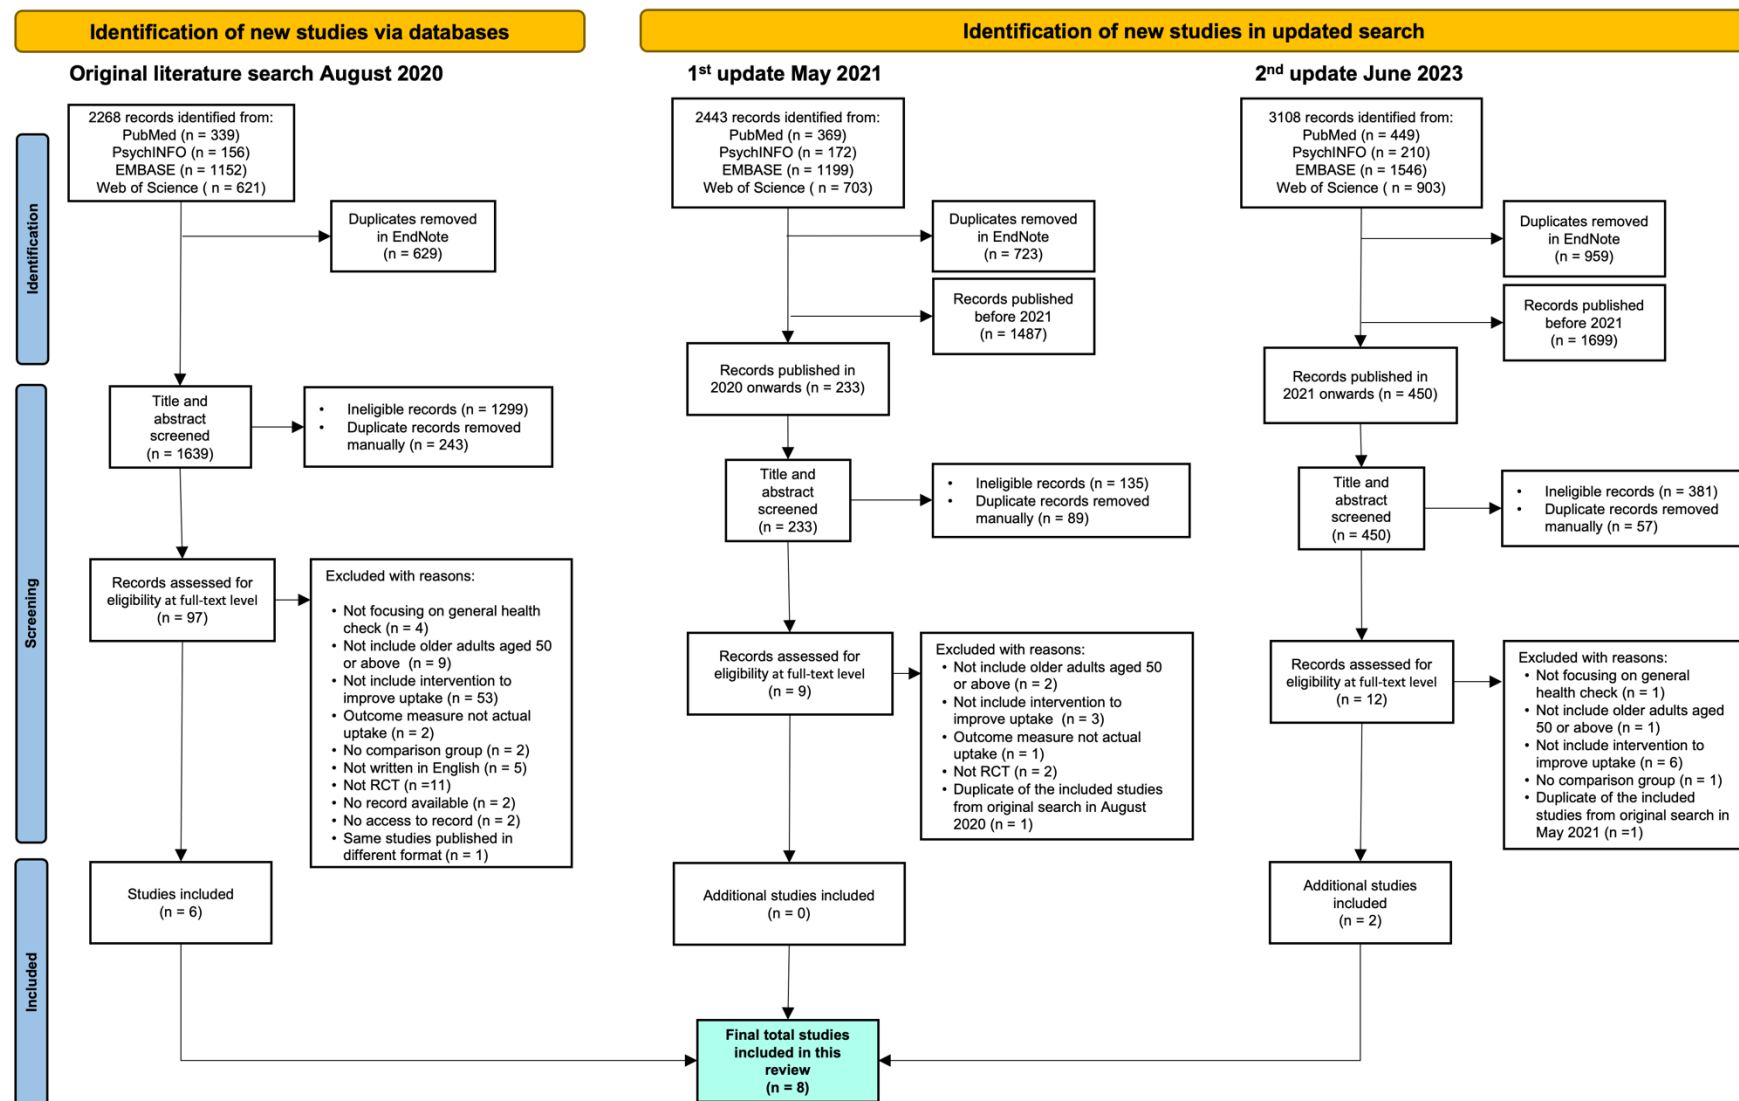 Identification of new studies via databases
Identification of new studies in updated search
Original literature search August 2020
1st update May 2021
2nd update June 2023
Identification
Screening
Included
2268 records identified from:
PubMed (n = 339)
PsychINFO (n = 156)
EMBASE (n = 1152)
Web of Science ( n = 621)
Duplicates removed
in EndNote
(n = 629)
Title and
abstract
screened
(n = 1639)
• Ineligible records (n = 1299)
• Duplicate records removed
manually (n = 243)
Records assessed for
eligibility at full-text level
(n = 97)
Excluded with reasons:
• Not focusing on general health
check (n = 4)
• Not include older adults aged 50
or above  (n = 9)
• Not include intervention to
improve uptake (n = 53)
• Outcome measure not actual
uptake (n = 2)
• No comparison group (n = 2)
• Not written in English (n = 5)
• Not RCT (n =11)
• No record available (n = 2)
• No access to record (n = 2)
• Same studies published in
different format (n = 1)
Studies included
(n = 6)
2443 records identified from:
PubMed (n = 369)
PsychINFO (n = 172)
EMBASE (n = 1199)
Web of Science ( n = 703)
Duplicates removed
in EndNote
(n = 723)
Records published
before 2021
(n = 1487)
Records published in
2020 onwards (n = 233)
Title and
abstract
screened
(n = 233)
• Ineligible records (n = 135)
• Duplicate records removed
manually (n = 89)
Records assessed for
eligibility at full-text level
(n = 9)
Excluded with reasons:
• Not include older adults aged 50
or above (n = 2)
• Not include intervention to
improve uptake  (n = 3)
• Outcome measure not actual
uptake (n = 1)
• Not RCT (n = 2)
• Duplicate of the included studies
from original search in August
2020 (n = 1)
Additional studies included
(n = 0)
3108 records identified from:
PubMed (n = 449)
PsychINFO (n = 210)
EMBASE (n = 1546)
Web of Science ( n = 903)
Duplicates removed
in EndNote
(n = 959)
Records published
before 2021
(n = 1699)
Records published in
2021 onwards (n = 450)
Title and
abstract
screened
(n = 450)
• Ineligible records (n = 381)
• Duplicate records removed
manually (n = 57)
Records assessed for
eligibility at full-text level
(n = 12)
Excluded with reasons:
• Not focusing on general
health check (n = 1)
• Not include older adults aged
50 or above (n = 1)
• Not include intervention to
improve uptake (n = 6)
• No comparison group (n = 1)
• Duplicate of the included
studies from original search in
May 2021 (n =1)
Additional studies
included
(n = 2)
Final total studies
included in this
review
(n = 8)